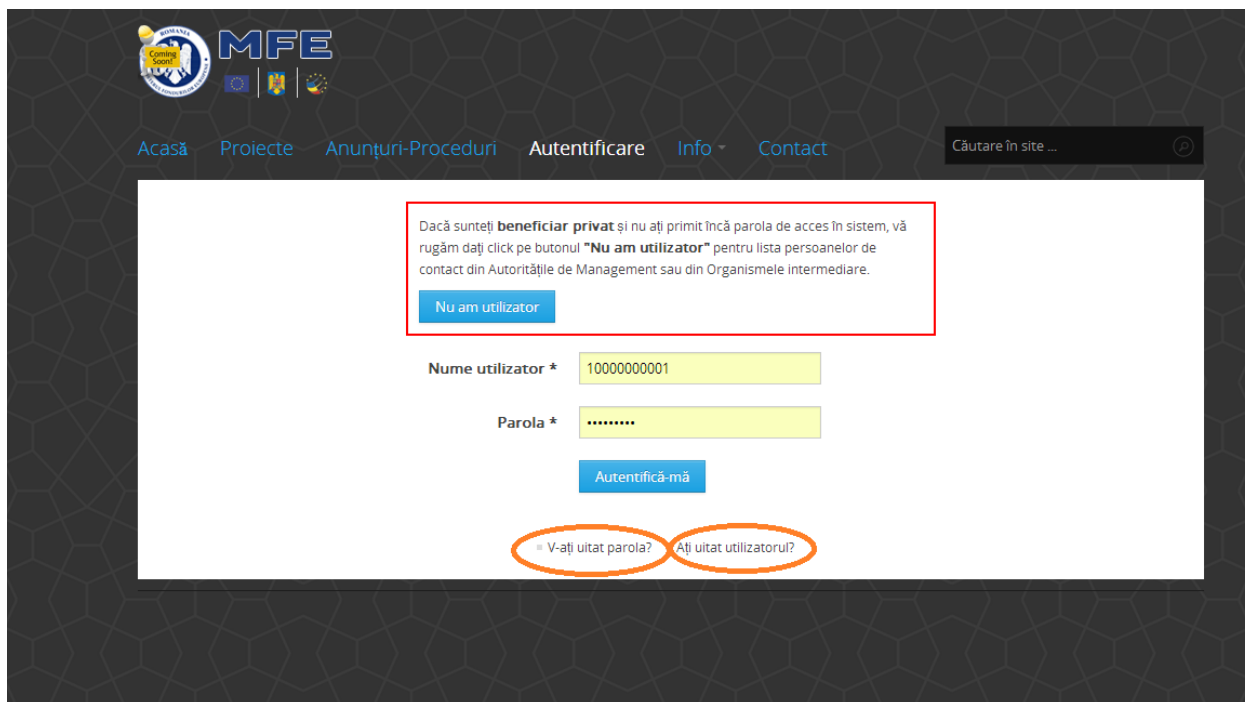 ROMANIA
Coming
Soon!
MFE
Acasă Proiecte Anunțuri-Proceduri Autentificare Info Contact
Căutare în site ...
Dacă sunteți beneficiar privat și nu ați primit încă parola de acces în sistem, vă
rugăm dați click pe butonul "Nu am utilizator" pentru lista persoanelor de
contact din Autoritățile de Management sau din Organismele intermediare.
Nu am utilizator
Nume utilizator * 10000000001
Parola * •••••••••
Autentifică-mă
V-ați uitat parola? Ați uitat utilizatorul?